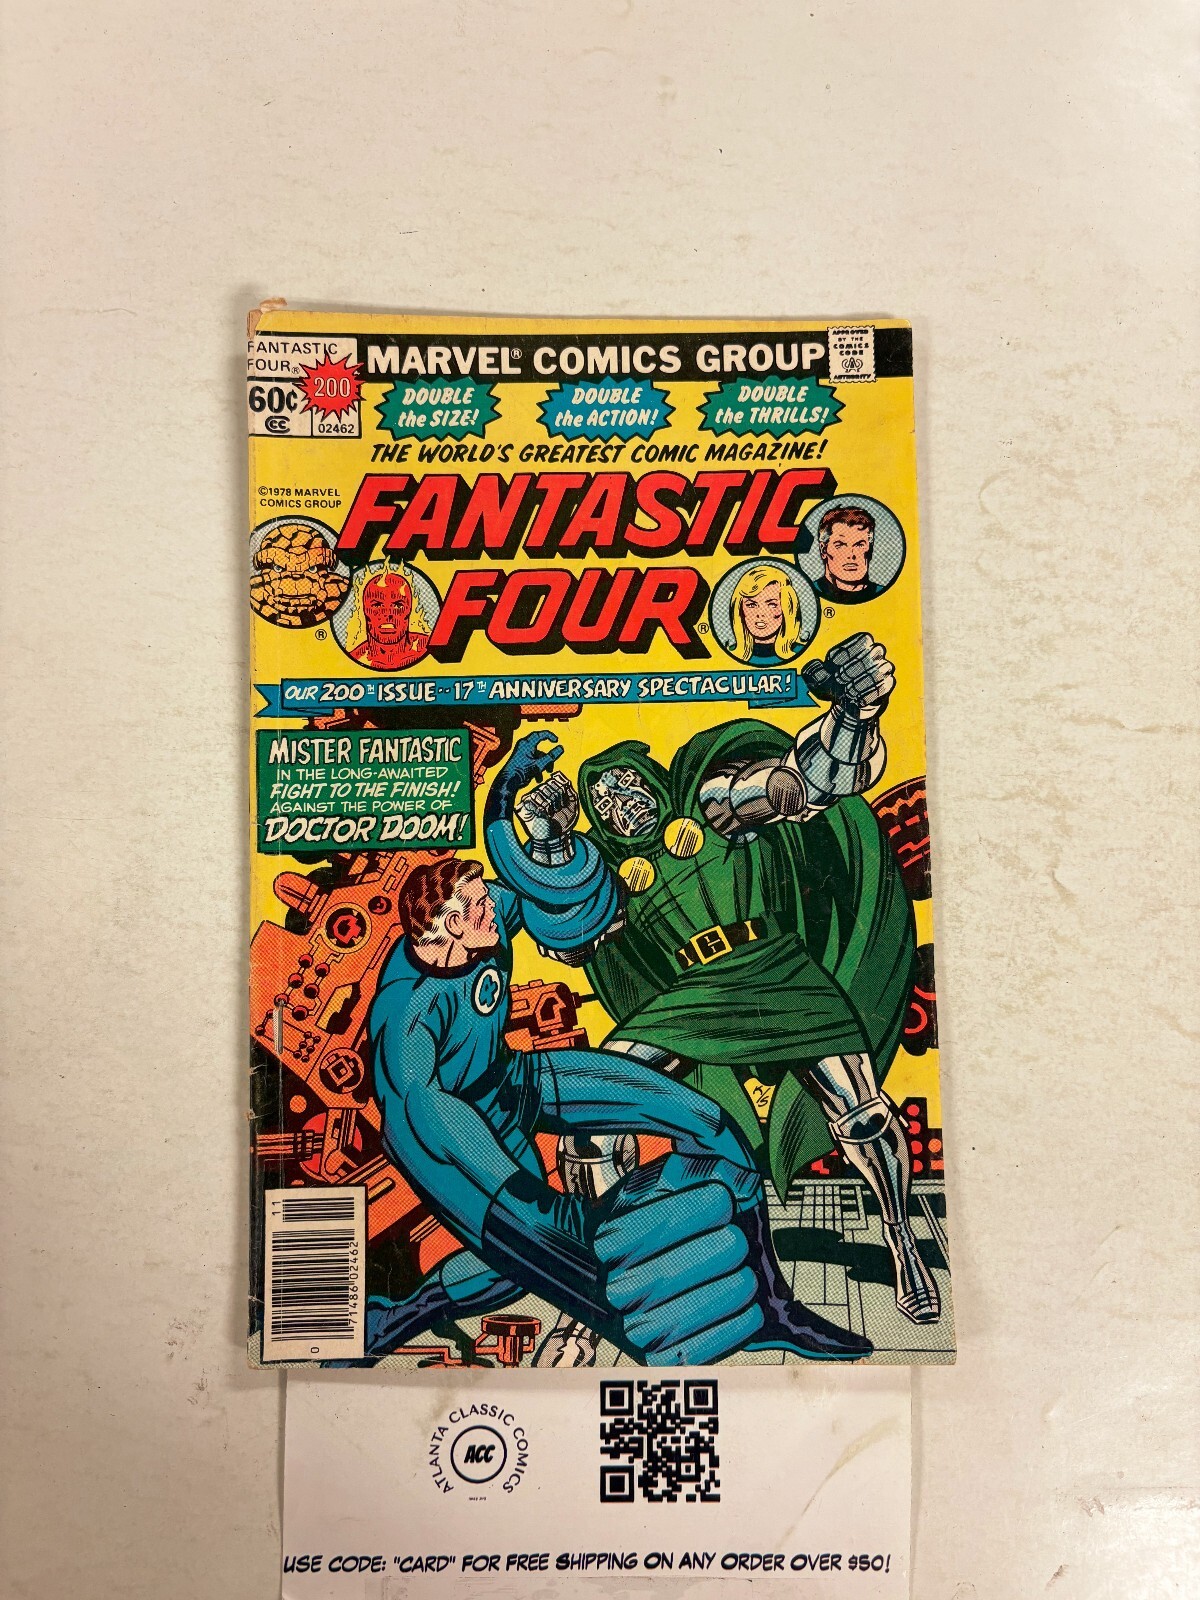 FANTASTIC
FOUR®
200
60¢
CC
02462
MARVEL® COMICS GROUP
APPROVED
BY THE
COMICS
CODE
AUTHORITY
DOUBLE
the SIZE!
DOUBLE
the ACTION!
DOUBLE
the THRILLS!
THE WORLD'S GREATEST COMIC MAGAZINE!
©1978 MARVEL
COMICS GROUP
FANTASTIC
FOUR
®
®
®
OUR 200TH ISSUE-- 17TH ANNIVERSARY SPECTACULAR!
MISTER FANTASTIC
IN THE LONG-AWAITED
FIGHT TO THE FINISH!
AGAINST THE POWER OF
DOCTOR DOOM!
K/S
11
71486 02462
0
ATLANTA CLASSIC COMICS
ACC
USE CODE: "CARD" FOR FREE SHIPPING ON ANY ORDER OVER $50!